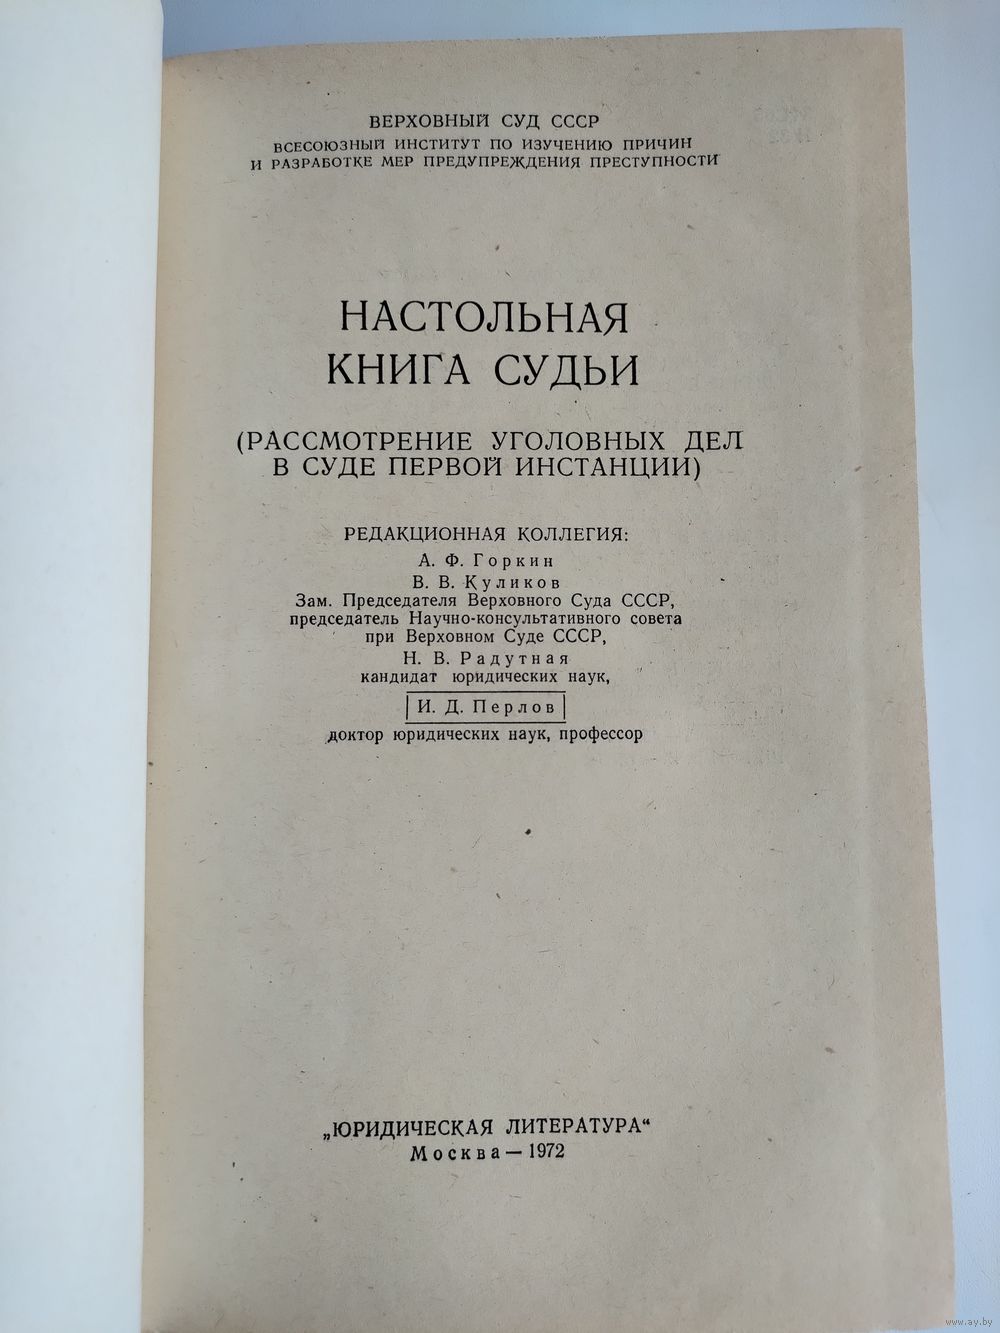 ВЕРХОВНЫЙ СУД СССР
ВСЕСОЮЗНЫЙ ИНСТИТУТ ПО ИЗУЧЕНИЮ ПРИЧИН
И РАЗРАБОТКЕ МЕР ПРЕДУПРЕЖДЕНИЯ ПРЕСТУПНОСТИ
НАСТОЛЬНАЯ
КНИГА СУДЬИ
(РАССМОТРЕНИЕ УГОЛОВНЫХ ДЕЛ
В СУДЕ ПЕРВОЙ ИНСТАНЦИИ)
РЕДАКЦИОННАЯ КОЛЛЕГИЯ:
А. Ф. Горкин
В. В. Куликов
Зам. Председателя Верховного Суда СССР,
председатель Научно-консультативного совета
при Верховном Суде СССР,
Н. В. Радутная
кандидат юридических наук,
И. Д. Перлов
доктор юридических наук, профессор
„ЮРИДИЧЕСКАЯ ЛИТЕРАТУРА“
Москва — 1972
www.ay.by